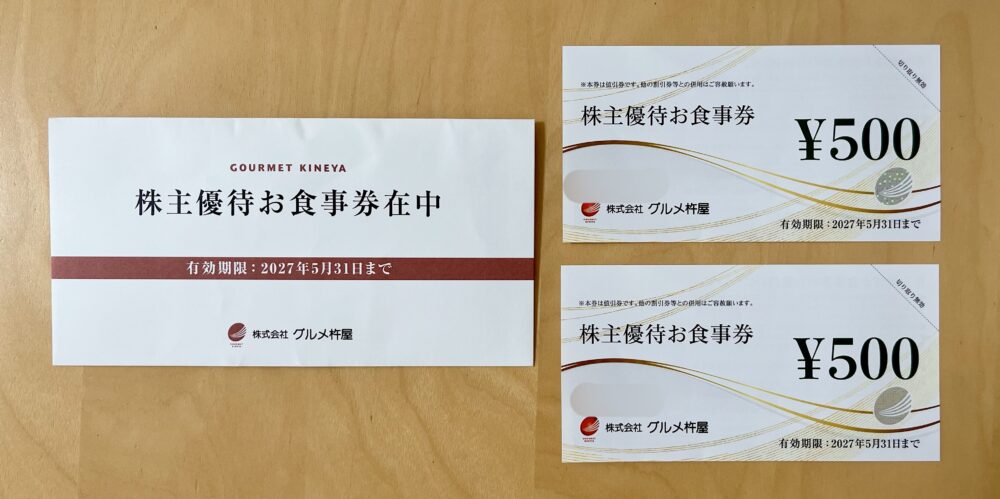 GOURMET KINEYA
株主優待お食事券在中
有効期限：2027年5月31日まで
株式会社 グルメ杵屋
切り取り無効
※本券は値引券です。他の割引券等との併用はご容赦願います。
株主優待お食事券
¥500
株式会社 グルメ杵屋
有効期限：2027年5月31日まで
切り取り無効
※本券は値引券です。他の割引券等との併用はご容赦願います。
株主優待お食事券
¥500
株式会社 グルメ杵屋
有効期限：2027年5月31日まで